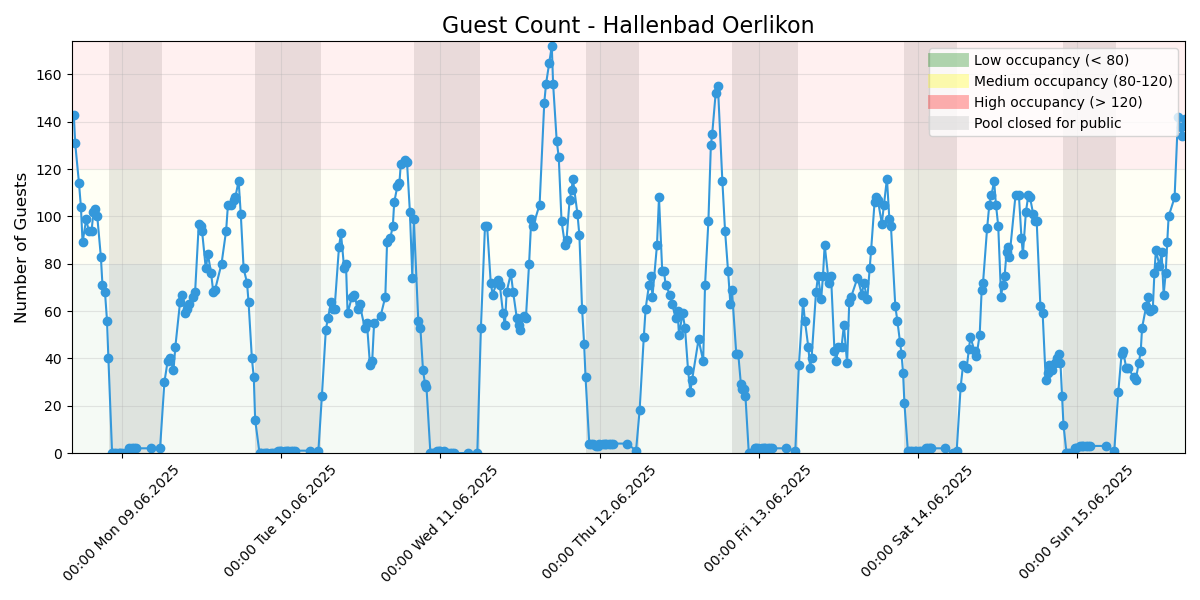 Guest Count - Hallenbad Oerlikon
Number of Guests
160
140
120
100
80
60
40
20
0
Low occupancy (< 80)
Medium occupancy (80-120)
High occupancy (> 120)
Pool closed for public
00:00 Mon 09.06.2025
00:00 Tue 10.06.2025
00:00 Wed 11.06.2025
00:00 Thu 12.06.2025
00:00 Fri 13.06.2025
00:00 Sat 14.06.2025
00:00 Sun 15.06.2025